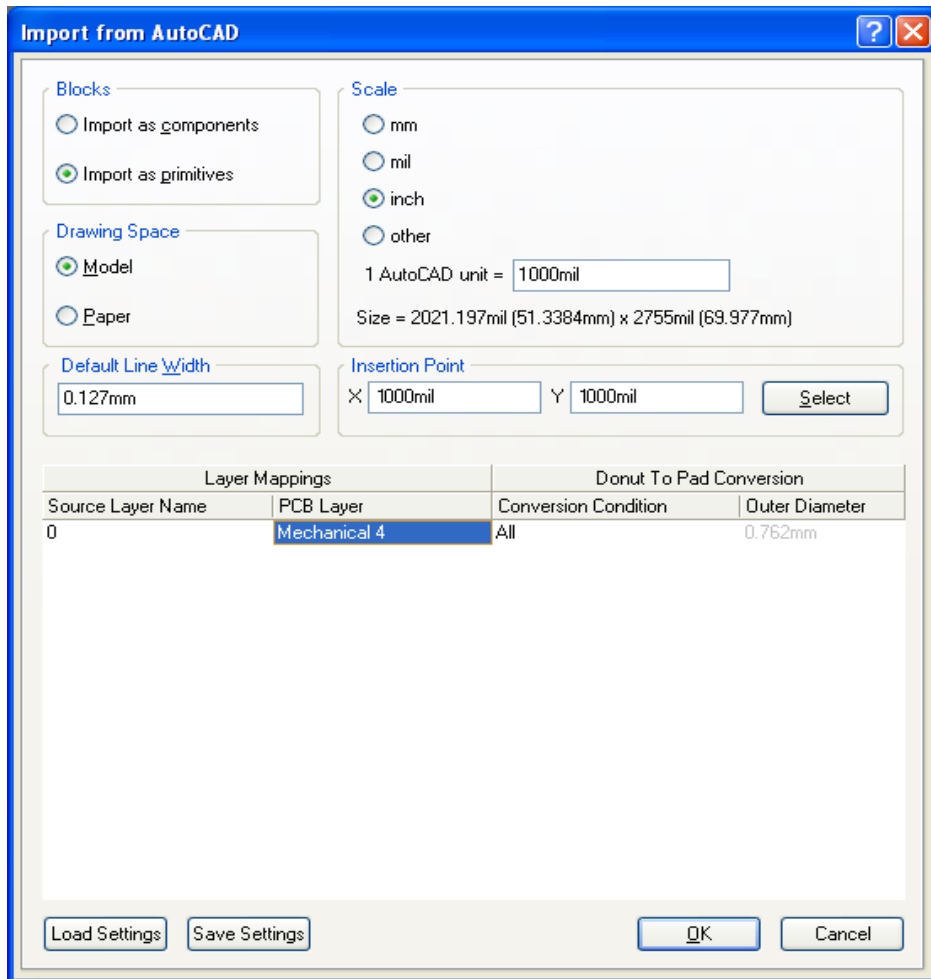 Import from AutoCAD
?
Blocks
Import as components
Import as primitives
Scale
mm
mil
inch
other
1 AutoCAD unit = 1000mil
Size = 2021.197mil (51.3384mm) x 2755mil (69.977mm)
Drawing Space
Model
Paper
Default Line Width
0.127mm
Insertion Point
X 1000mil Y 1000mil Select
Layer Mappings Donut To Pad Conversion
Source Layer Name PCB Layer Conversion Condition Outer Diameter
0 Mechanical 4 All 0.762mm
Load Settings Save Settings OK Cancel